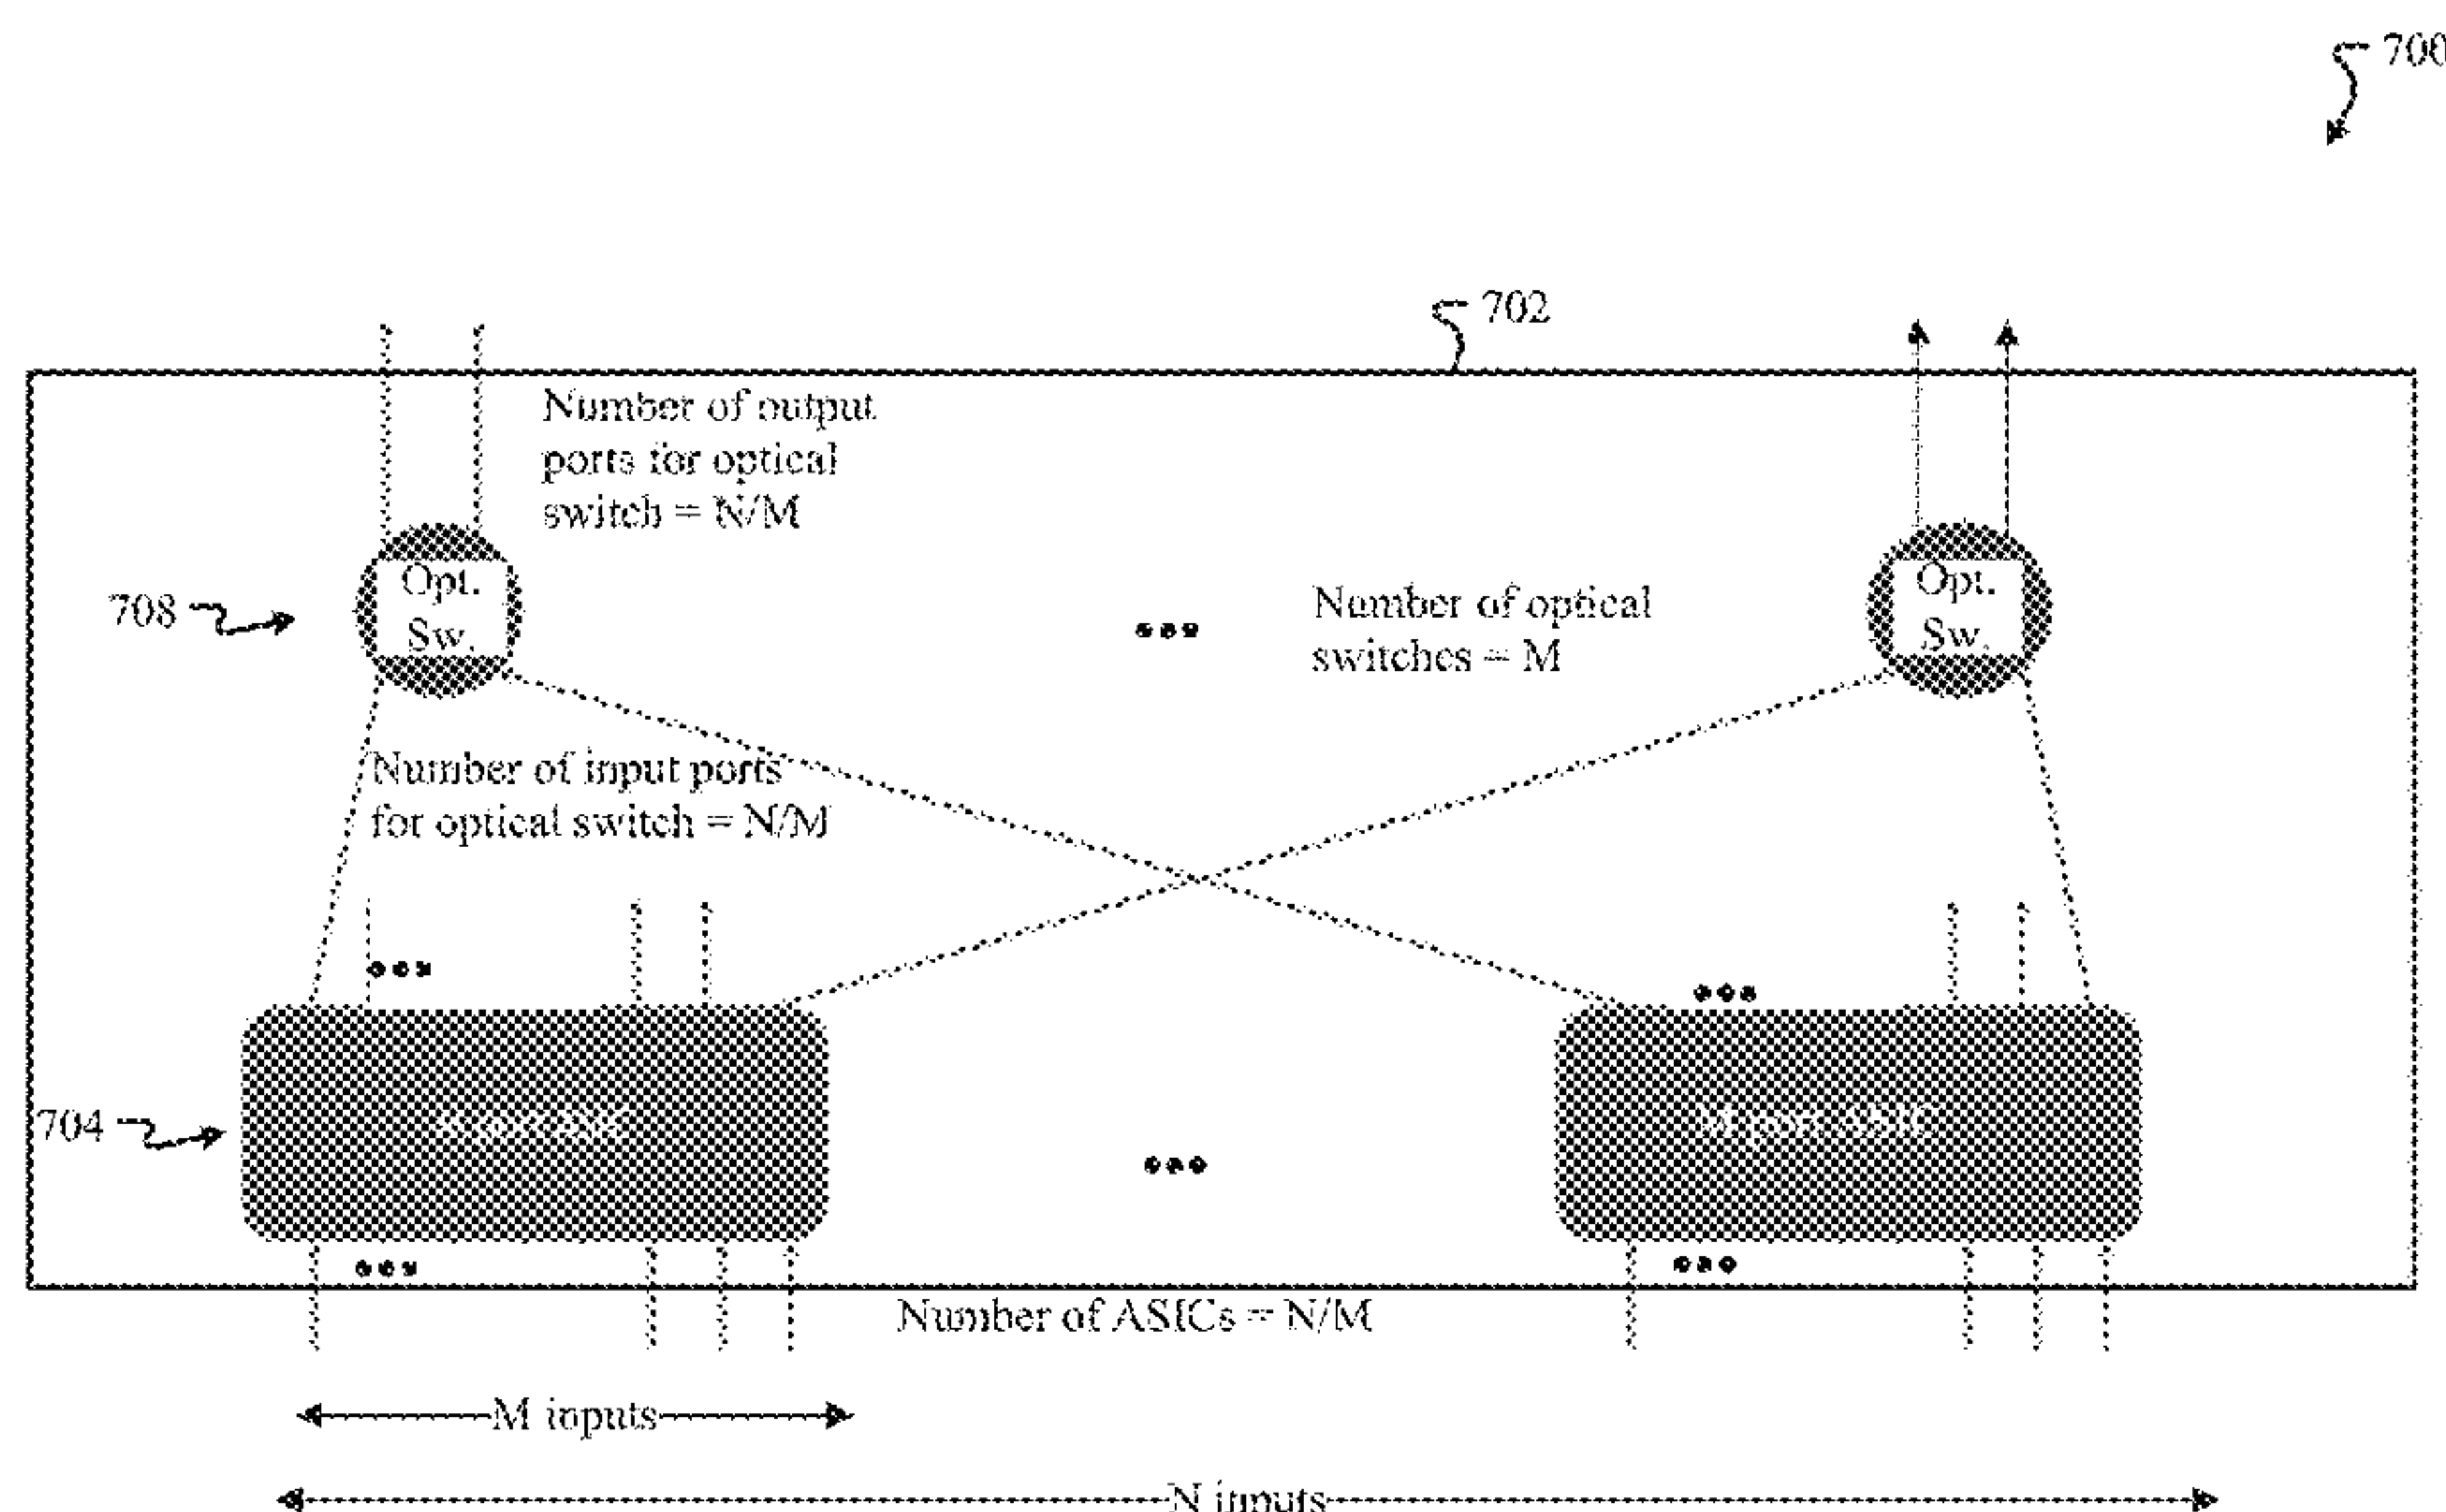 700
702
Number of output
ports for optical
switch = N/M
708
Opt.
Sw.
Number of optical
switches = M
Opt.
Sw.
Number of input ports
for optical switch = N/M
704
M port ASIC
Number of ASICs = N/M
M inputs
N inputs